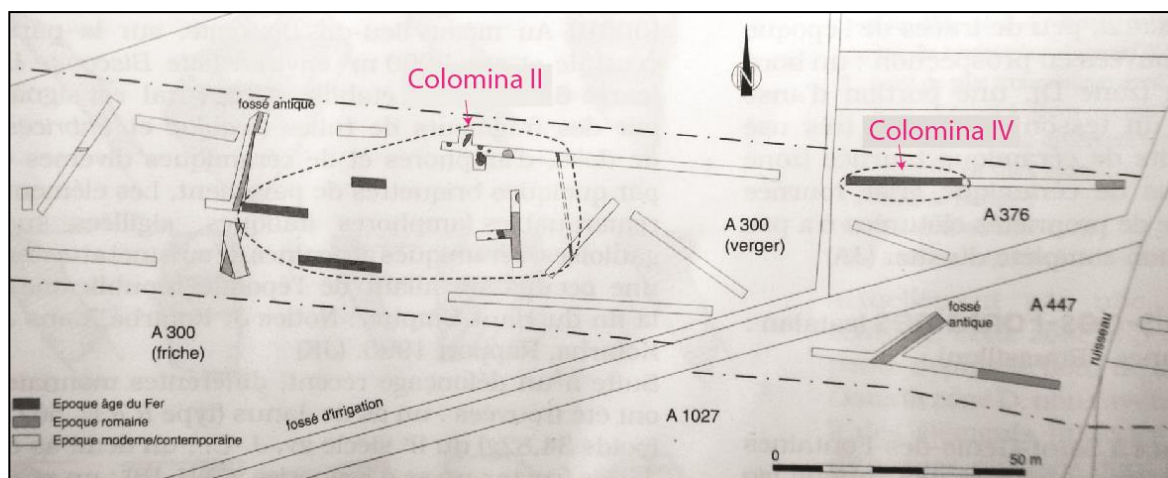 Colomina II
fossé antique
N
Colomina IV
A 376
A 300
(verger)
A 447
fossé
antique
ruisseau
A 300
(friche)
Epoque âge du Fer
Epoque romaine
Epoque moderne/contemporaine
fossé d'irrigation
A 1027
0
50 m